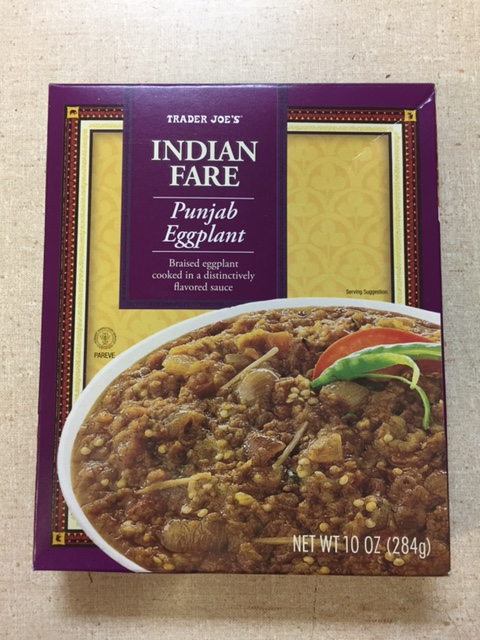 TRADER JOE'S™
INDIAN
FARE
Punjab
Eggplant
Braised eggplant
cooked in a distinctively
flavored sauce
Serving Suggestion
PAREVE
NET WT 10 OZ (284g)